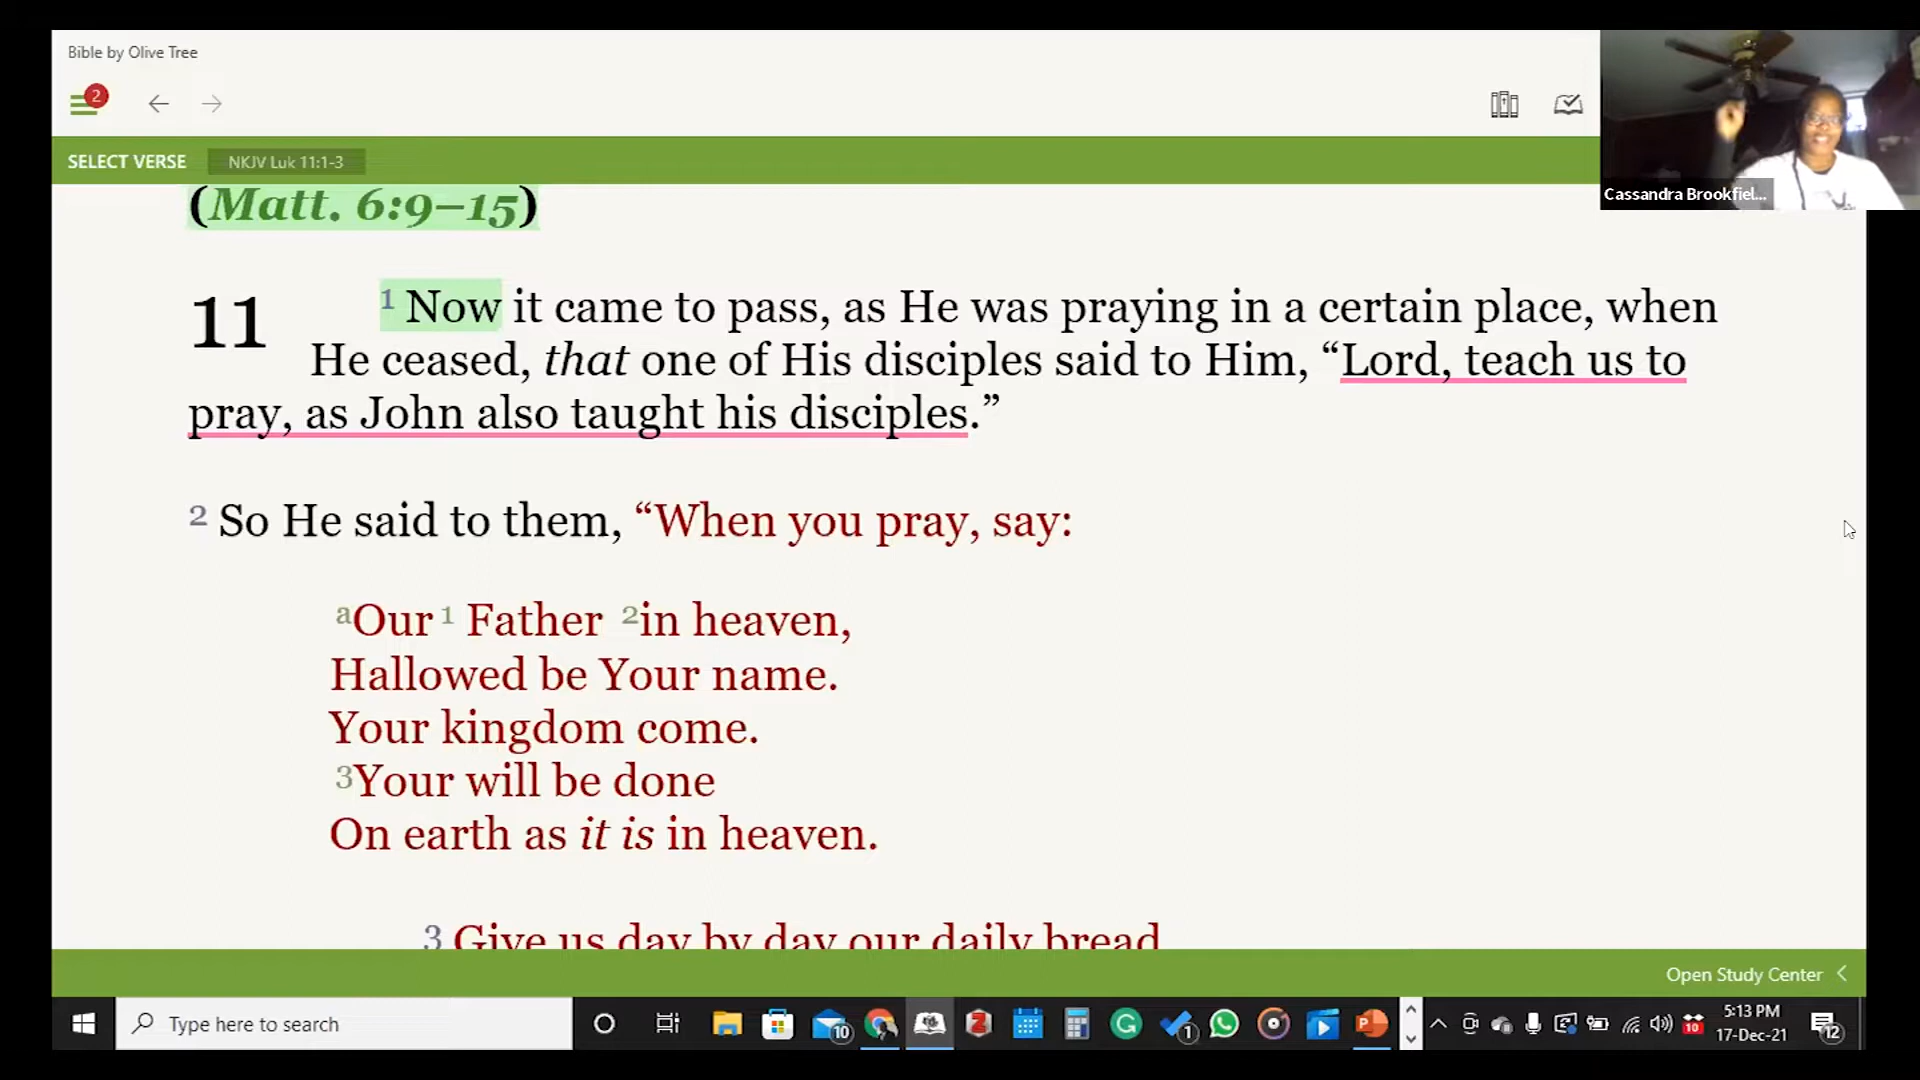 Bible by Olive Tree
2
SELECT VERSE NKJV Luk 11:1-3
Cassandra Brookfiel...
(Matt. 6:9–15)
11 1 Now it came to pass, as He was praying in a certain place, when
He ceased, that one of His disciples said to Him, “Lord, teach us to
pray, as John also taught his disciples.”
2 So He said to them, “When you pray, say:
aOur 1 Father 2in heaven,
Hallowed be Your name.
Your kingdom come.
3Your will be done
On earth as it is in heaven.
3 Give us day by day our daily bread
Open Study Center
Type here to search
10
1
10
5:13 PM
17-Dec-21
12